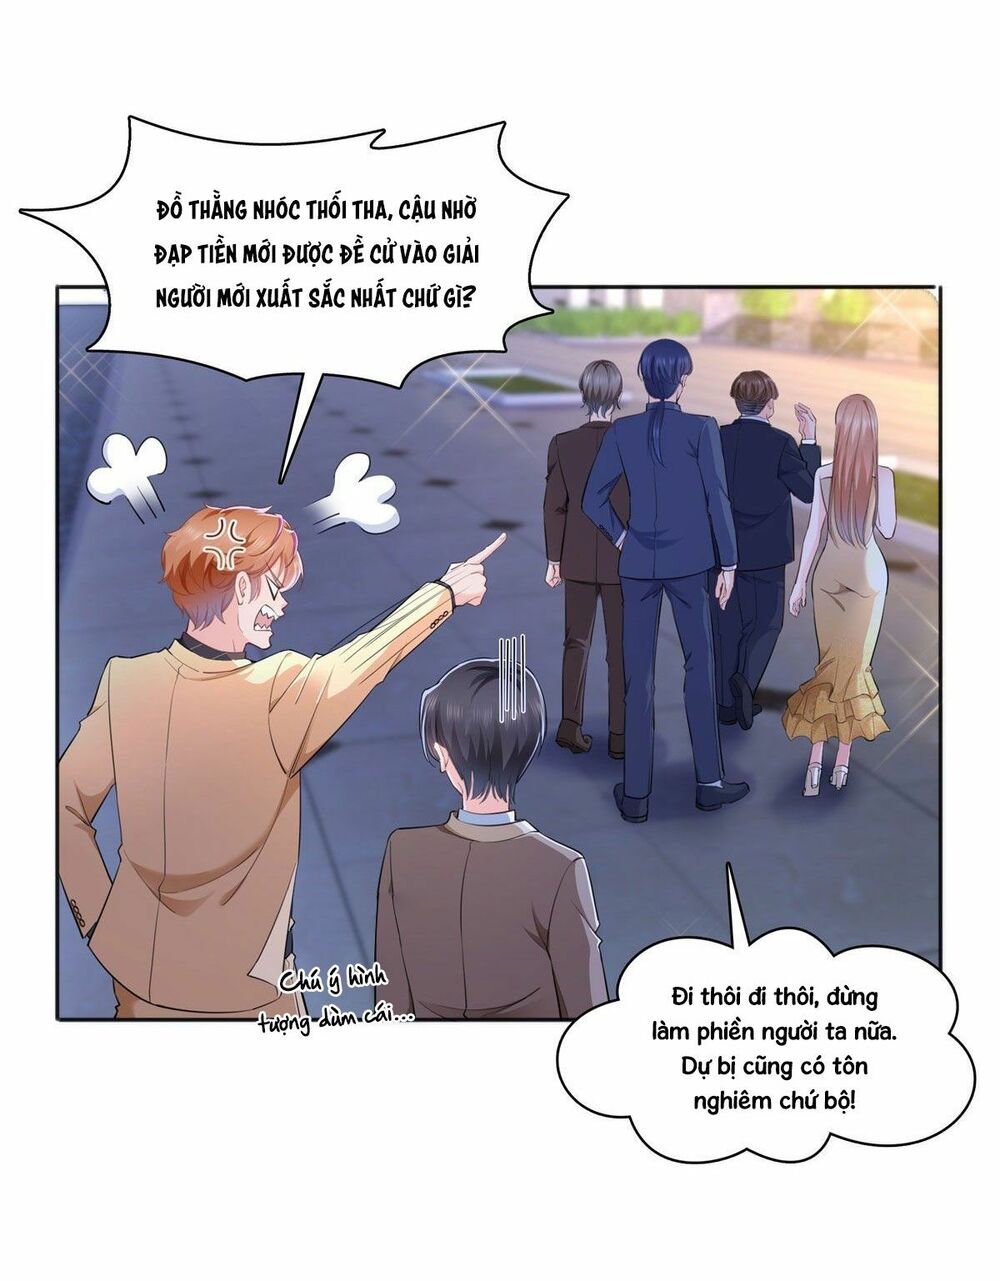 ĐỒ THẰNG NHÓC THỐI THA, CẬU NHỜ
ĐẠP TIỀN MỚI ĐƯỢC ĐỀ CỬ VÀO GIẢI
NGƯỜI MỚI XUẤT SẮC NHẤT CHỨ GÌ?
Chú ý hình
tượng dùm cái...
Đi thôi đi thôi, đừng
làm phiền người ta nữa.
Dự bị cũng có tôn
nghiêm chứ bộ!